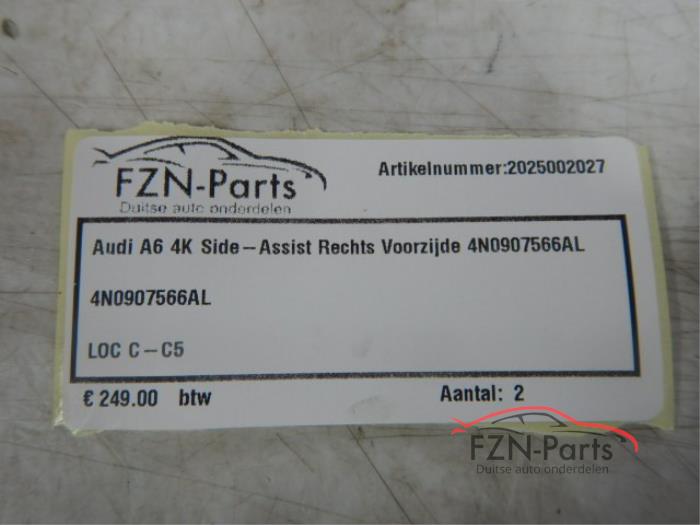 FZN-Parts
Duitse auto onderdelen
Artikelnummer:2025002027
Audi A6 4K Side-Assist Rechts Voorzijde 4N0907566AL
4N0907566AL
LOC C-C5
€ 249.00 btw
Aantal: 2
FZN-Parts
Duitse auto onderdelen